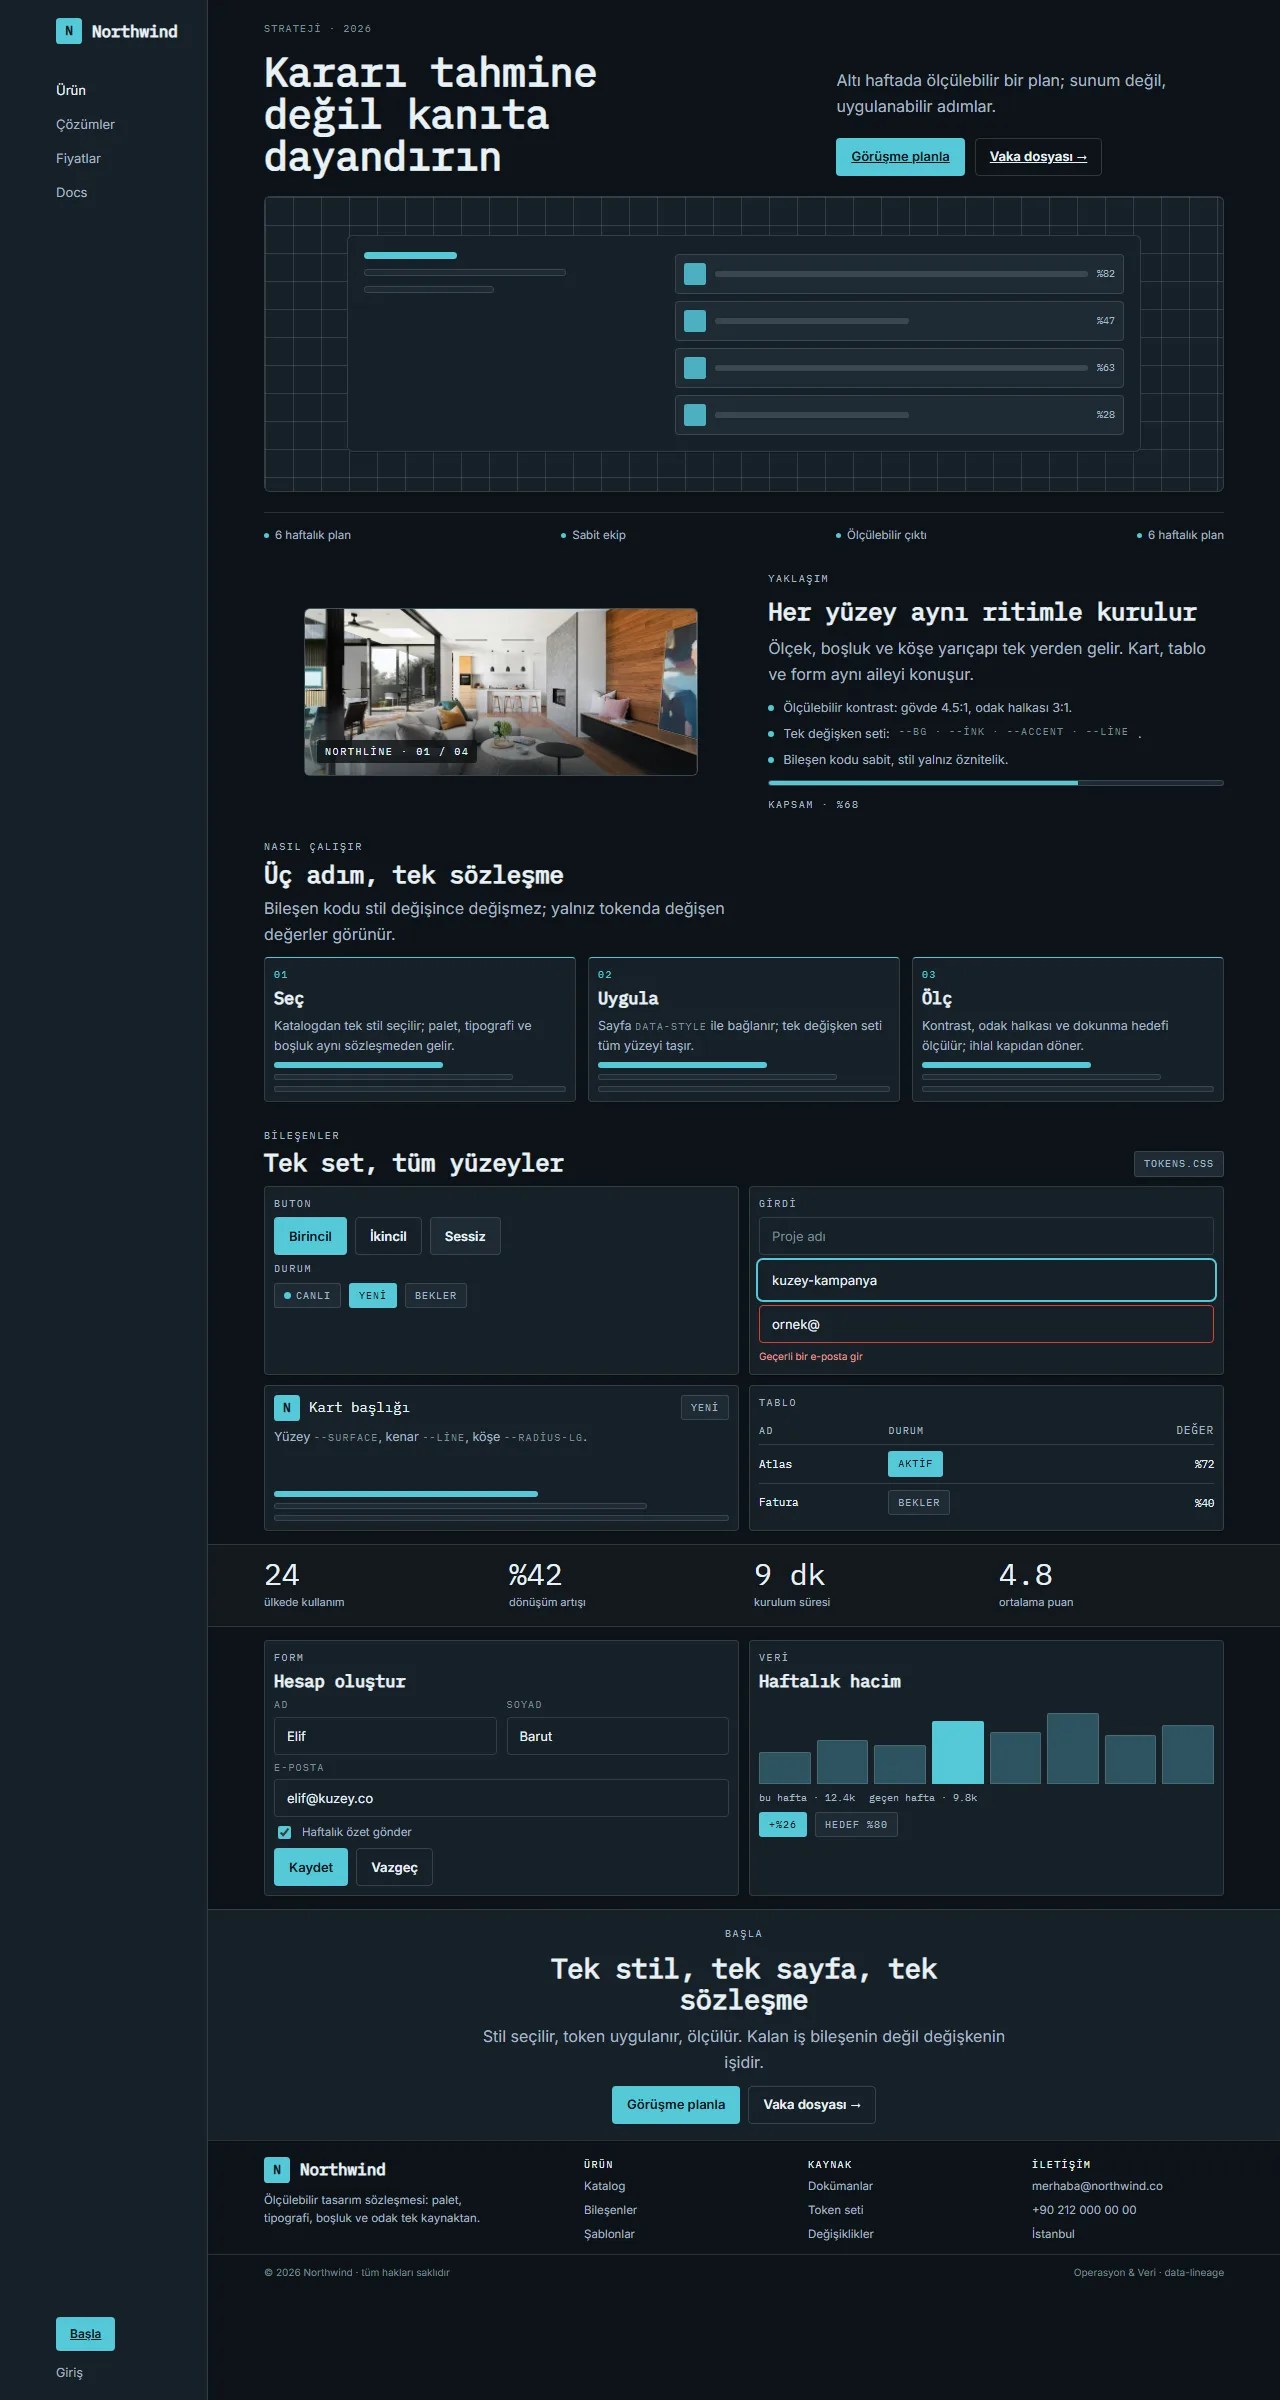 N Northwind
Ürün
Çözümler
Fiyatlar
Docs
STRATEJİ · 2026
Kararı tahmine
değil kanıta
dayandırın
Altı haftada ölçülebilir bir plan; sunum değil,
uygulanabilir adımlar.
Görüşme planla
Vaka dosyası →
%82
%47
%63
%28
6 haftalık plan
Sabit ekip
Ölçülebilir çıktı
6 haftalık plan
NORTHLİNE · 01 / 04
YAKLAŞIM
Her yüzey aynı ritimle kurulur
Ölçek, boşluk ve köşe yarıçapı tek yerden gelir. Kart, tablo
ve form aynı aileyi konuşur.
Ölçülebilir kontrast: gövde 4.5:1, odak halkası 3:1.
Tek değişken seti: --BG · --İNK · --ACCENT · --LİNE .
Bileşen kodu sabit, stil yalnız öznitelik.
KAPSAM · %68
NASIL ÇALIŞIR
Üç adım, tek sözleşme
Bileşen kodu stil değişince değişmez; yalnız tokenda değişen
değerler görünür.
01
Seç
Katalogdan tek stil seçilir; palet, tipografi ve
boşluk aynı sözleşmeden gelir.
02
Uygula
Sayfa DATA-STYLE ile bağlanır; tek değişken seti
tüm yüzeyi taşır.
03
Ölç
Kontrast, odak halkası ve dokunma hedefi
ölçülür; ihlal kapıdan döner.
BİLEŞENLER
Tek set, tüm yüzeyler
TOKENS.CSS
BUTON
Birincil
İkincil
Sessiz
DURUM
CANLI
YENİ
BEKLER
GİRDİ
Proje adı
kuzey-kampanya
ornek@
Geçerli bir e-posta gir
N Kart başlığı
YENİ
Yüzey --SURFACE, kenar --LİNE, köşe --RADİUS-LG.
TABLO
AD DURUM DEĞER
Atlas AKTİF %72
Fatura BEKLER %40
24
ülkede kullanım
%42
dönüşüm artışı
9 dk
kurulum süresi
4.8
ortalama puan
FORM
Hesap oluştur
AD
Elif
SOYAD
Barut
E-POSTA
elif@kuzey.co
Haftalık özet gönder
Kaydet
Vazgeç
VERİ
Haftalık hacim
bu hafta · 12.4k geçen hafta · 9.8k
+%26
HEDEF %80
BAŞLA
Tek stil, tek sayfa, tek
sözleşme
Stil seçilir, token uygulanır, ölçülür. Kalan iş bileşenin değil değişkenin
işidir.
Görüşme planla
Vaka dosyası →
N Northwind
Ölçülebilir tasarım sözleşmesi: palet,
tipografi, boşluk ve odak tek kaynaktan.
ÜRÜN
Katalog
Bileşenler
Şablonlar
KAYNAK
Dokümanlar
Token seti
Değişiklikler
İLETİŞİM
merhaba@northwind.co
+90 212 000 00 00
İstanbul
© 2026 Northwind · tüm hakları saklıdır
Operasyon & Veri · data-lineage
Başla
Giriş